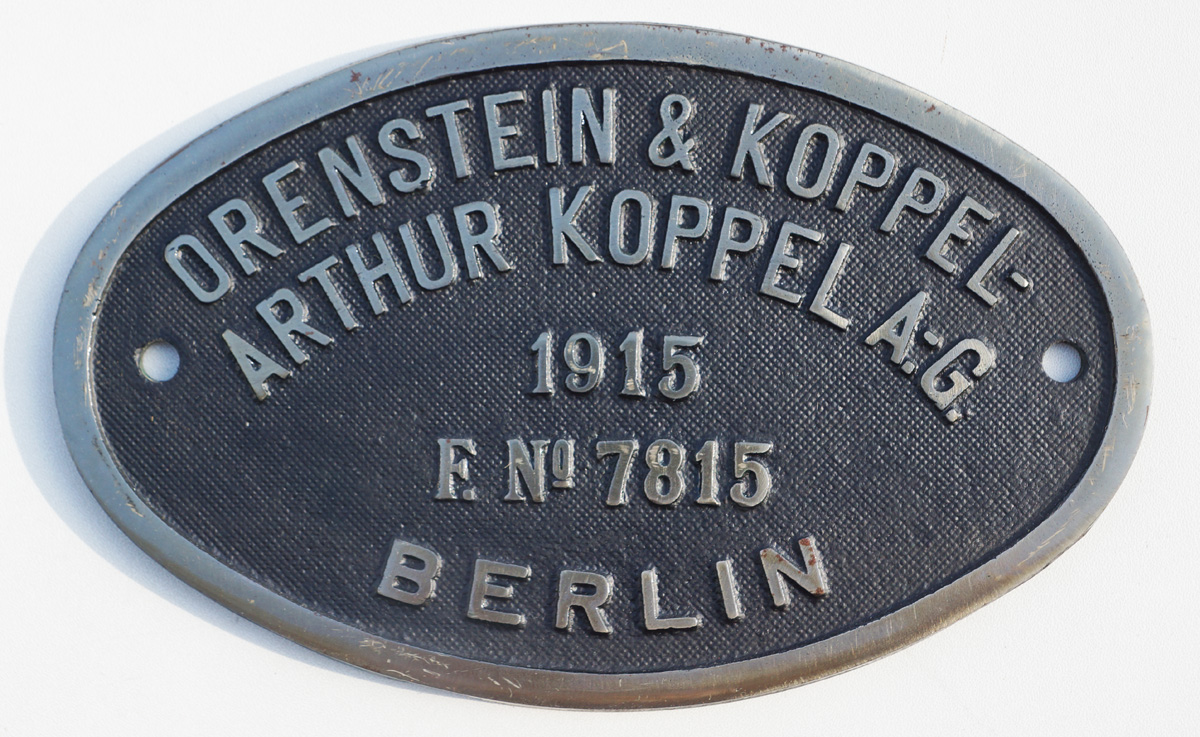 ORENSTEIN & KOPPEL-
ARTHUR KOPPEL A.-G.
1915
F. Nº 7815
BERLIN